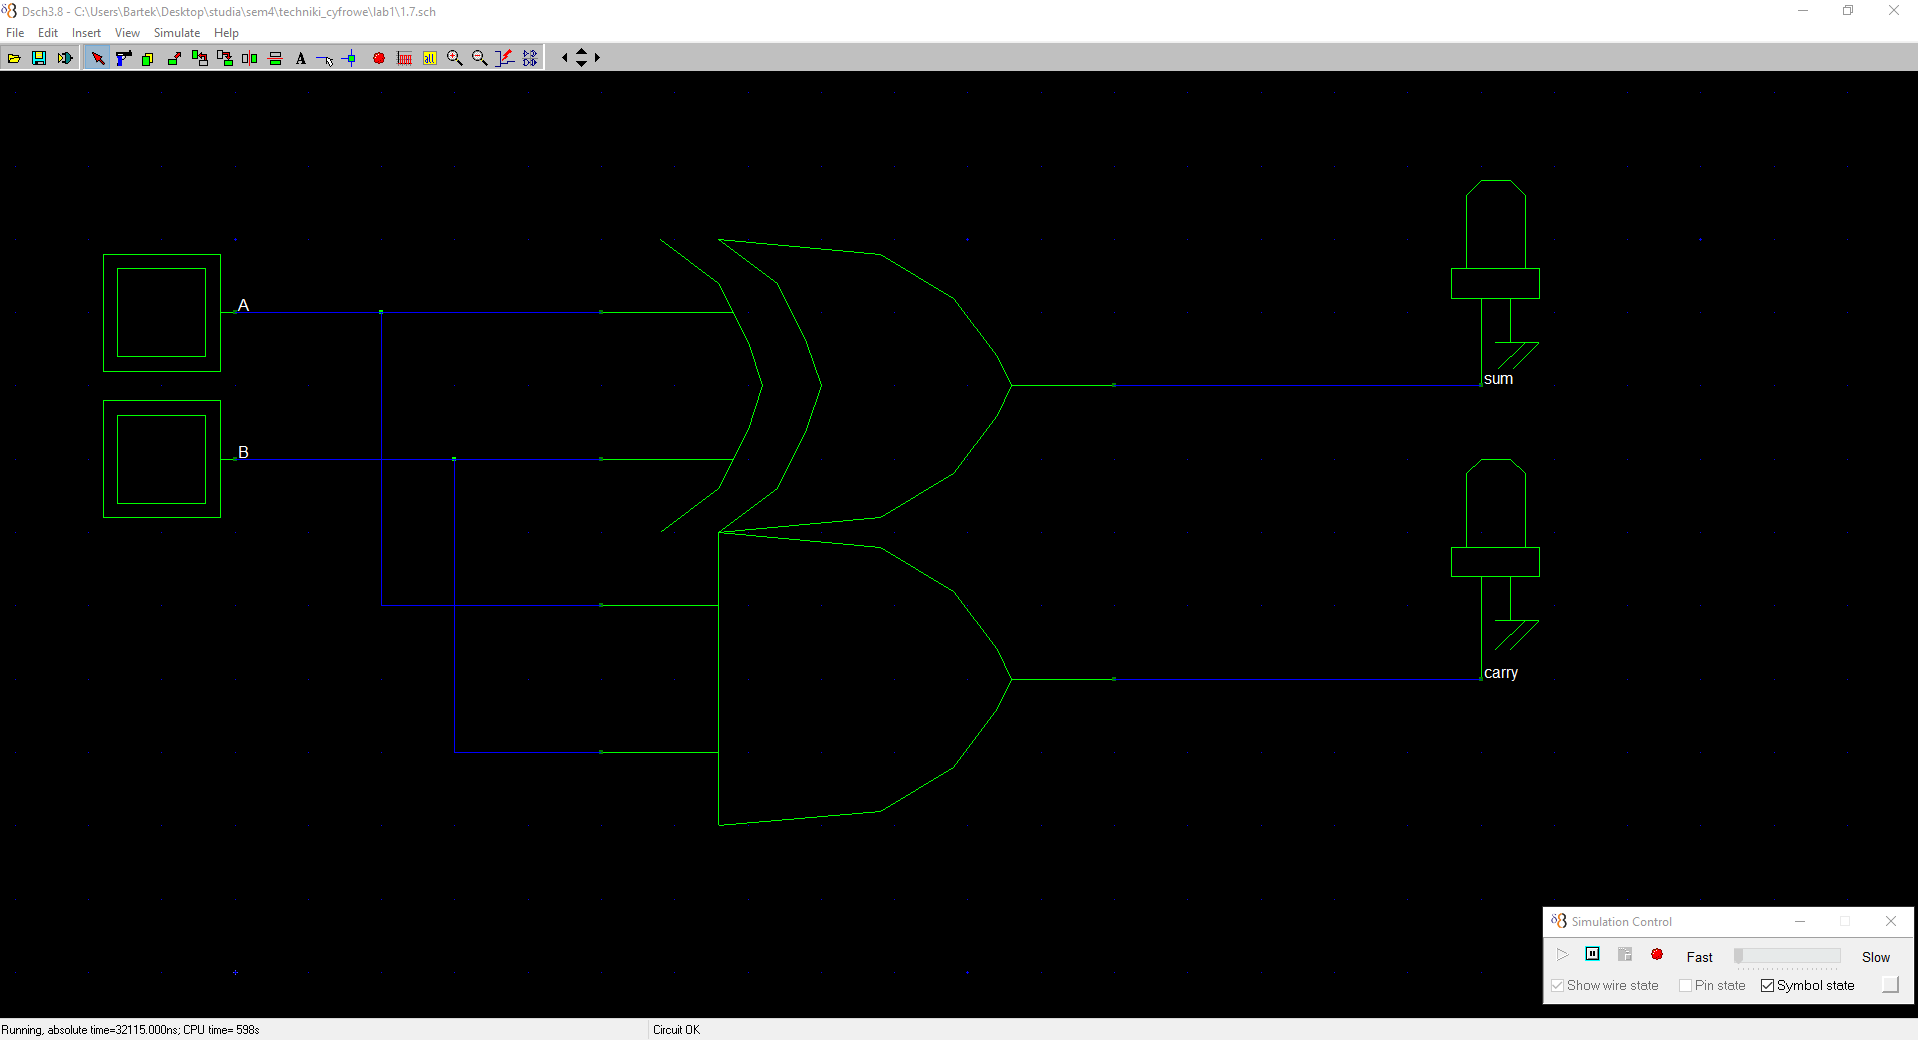 Dsch3.8 - C:\Users\Bartek\Desktop\studia\sem4\techniki_cyfrowe\lab1\1.7.sch
File Edit Insert View Simulate Help
A
all
A
B
sum
carry
Simulation Control
Fast Slow
Show wire state Pin state Symbol state
Running, absolute time=32115.000ns; CPU time= 598s Circuit OK